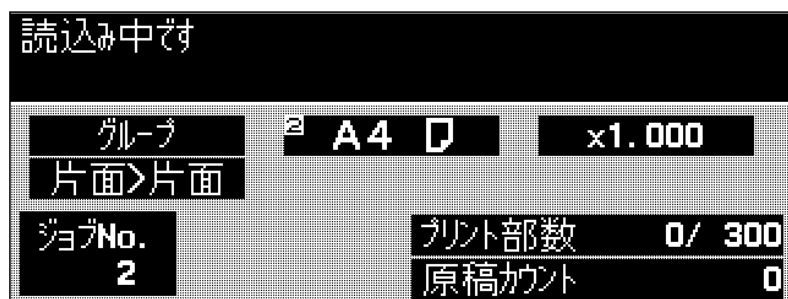 読込み中です
グループ 2 A4 x1.000
片面>片面
ジョブNo. プリント部数 0/ 300
2 原稿カウント 0